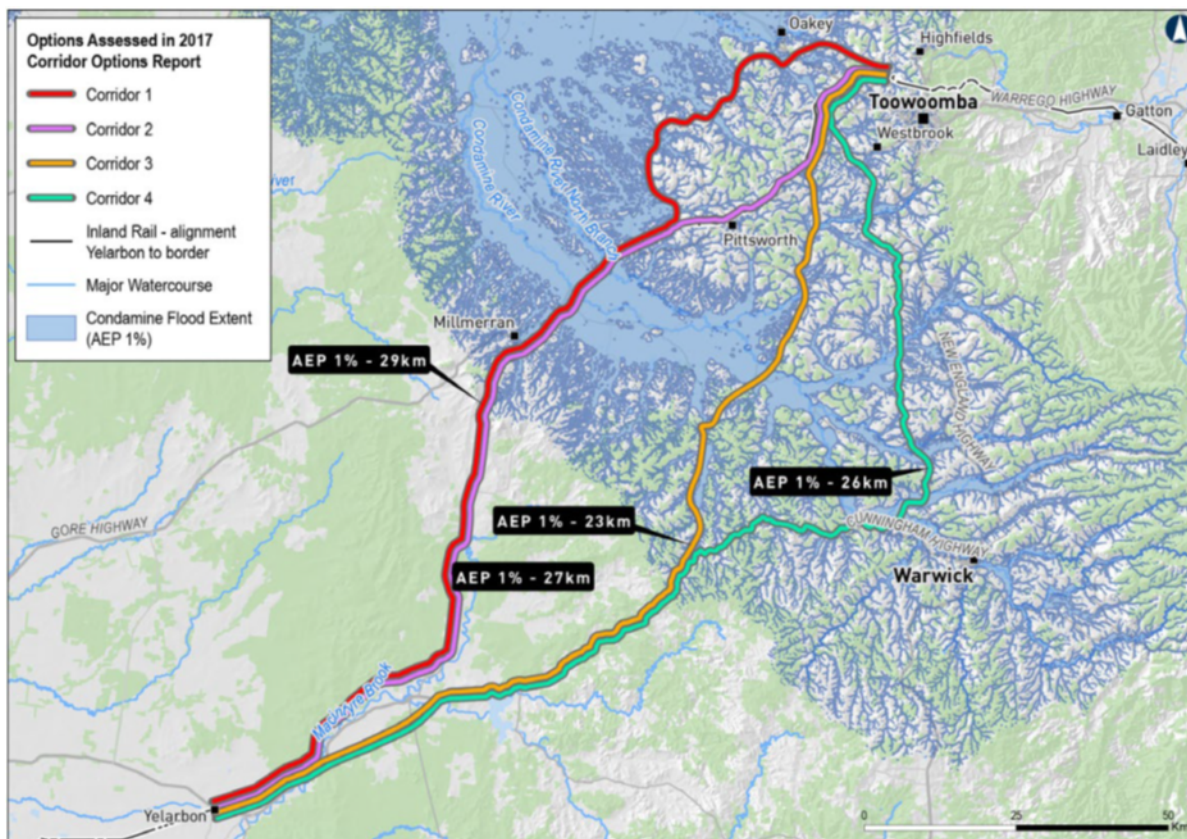 Options Assessed in 2017
Corridor Options Report
Corridor 1
Corridor 2
Corridor 3
Corridor 4
Inland Rail - alignment
Yelarbon to border
Major Watercourse
Condamine Flood Extent
(AEP 1%)
Oakey
Highfields
Toowoomba
WARREGO HIGHWAY
Gatton
Westbrook
Laidley
Condamine River North Branch
Condamine River
Pittsworth
Millmerran
AEP 1% - 29km
NEW ENGLAND HIGHWAY
AEP 1% - 26km
GORE HIGHWAY
AEP 1% - 23km
CUNNINGHAM HIGHWAY
AEP 1% - 27km
Warwick
MacIntyre Brook
Yelarbon
0
25
50
Km